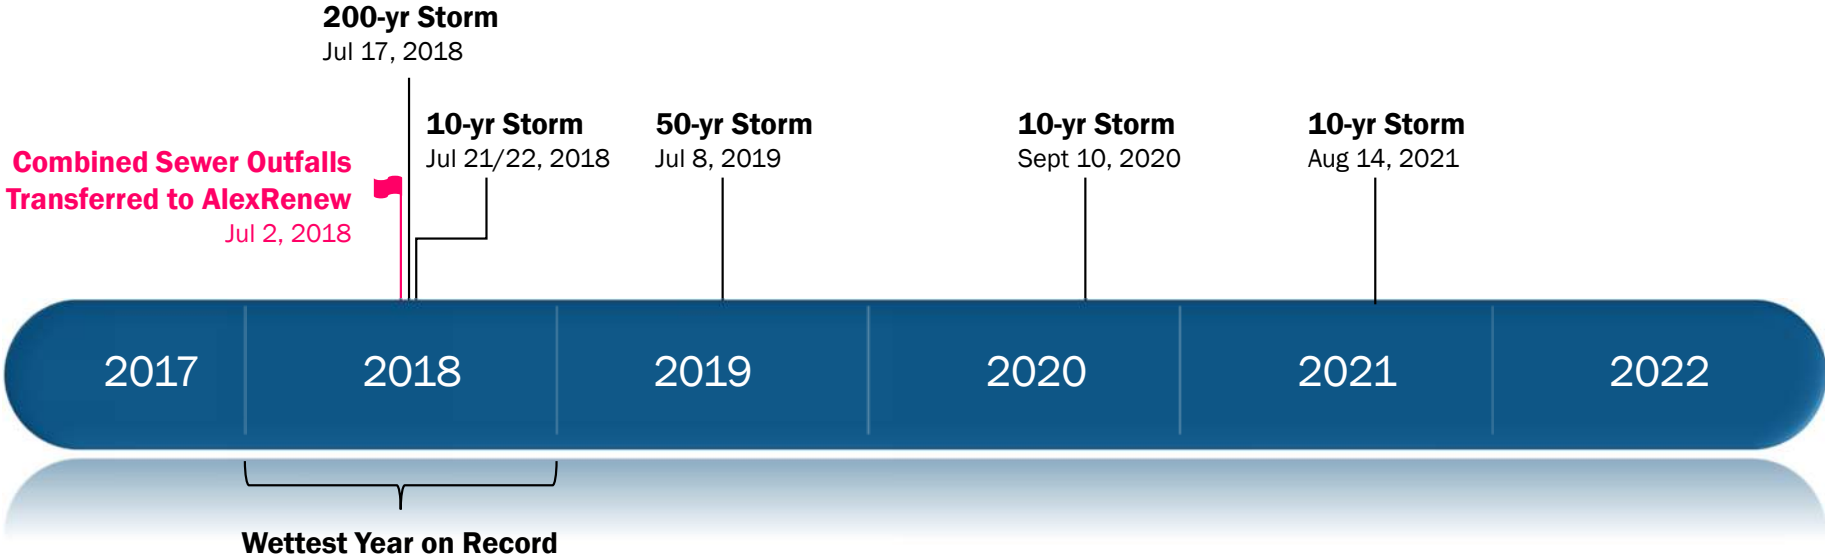 200-yr Storm
Jul 17, 2018
10-yr Storm
Jul 21/22, 2018
50-yr Storm
Jul 8, 2019
10-yr Storm
Sept 10, 2020
10-yr Storm
Aug 14, 2021
Combined Sewer Outfalls
Transferred to AlexRenew
Jul 2, 2018
2017
2018
2019
2020
2021
2022
Wettest Year on Record